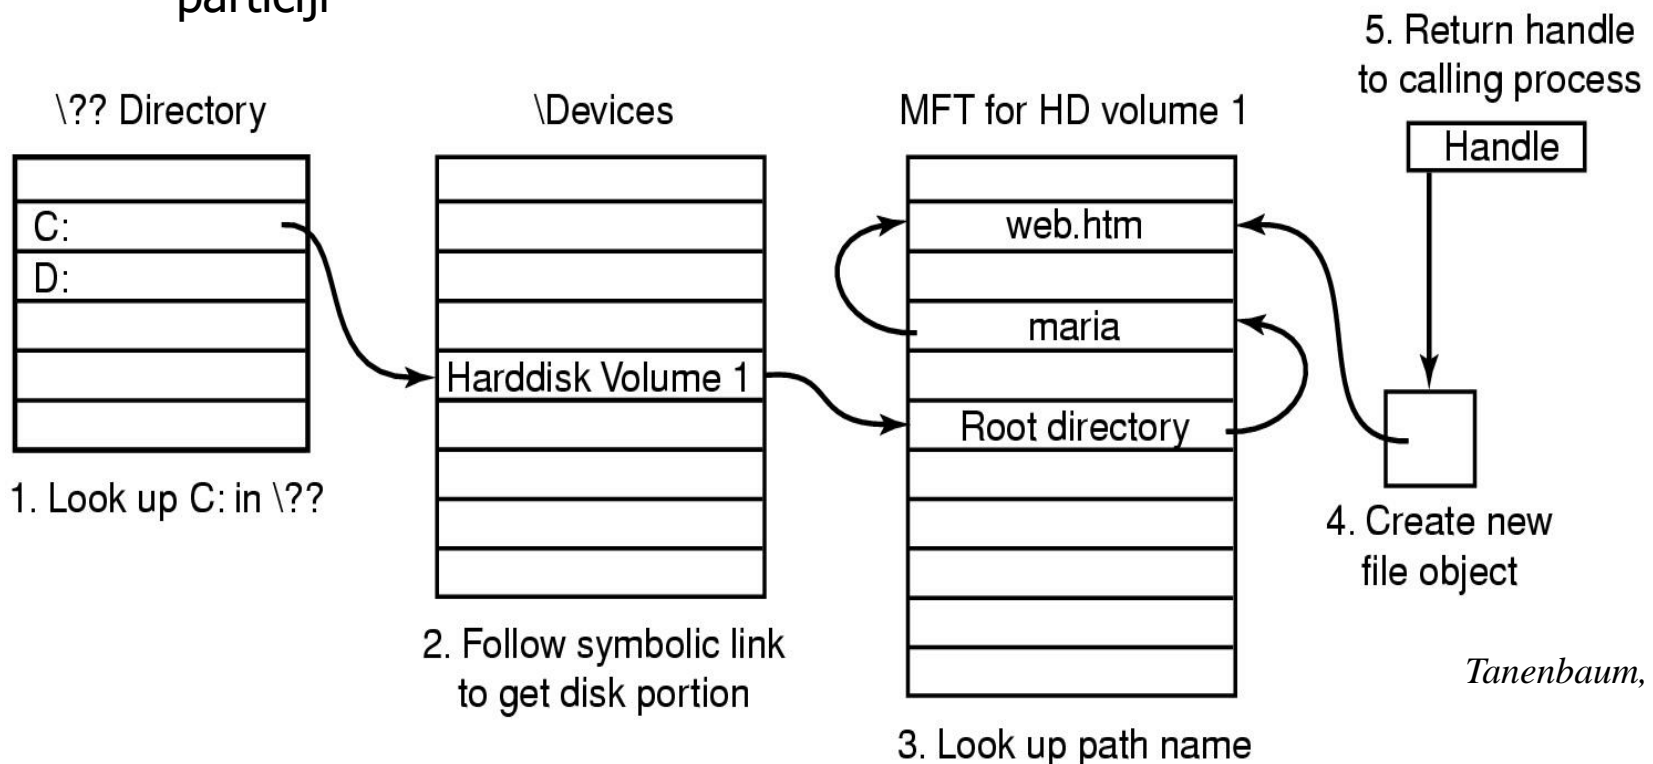 particiji
5. Return handle
to calling process
\?? Directory
\Devices
MFT for HD volume 1
Handle
C:
D:
web.htm
maria
Harddisk Volume 1
Root directory
1. Look up C: in \??
2. Follow symbolic link
to get disk portion
3. Look up path name
4. Create new
file object
Tanenbaum,